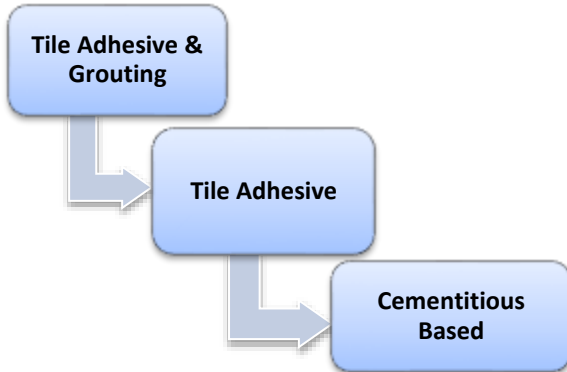 Tile Adhesive &
Grouting
Tile Adhesive
Cementitious
Based